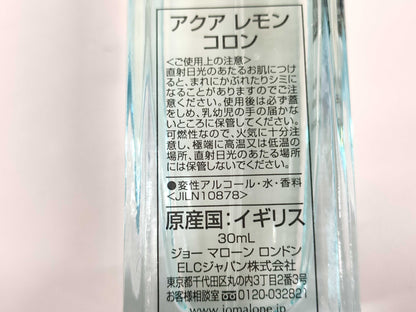 アクア レモン
コロン
<ご使用上の注意>
直射日光のあたるお肌につけ
ると、まれにかぶれたりシミに
なることがありますのでご注
意ください。使用後は必ず蓋
をしめ、乳幼児の手の届かな
いところに保管してください。
可燃性なので、火気に十分注
意し、極端に高温又は低温の
場所、直射日光のあたる場所
には保管しないでください。
●変性アルコール・水・香料
<JILN10878>
原産国:イギリス
30mL
ジョー マローン ロンドン
ELCジャパン株式会社
東京都千代田区丸の内3丁目2番3号
お客様相談室 0120-032821
www.jomalone.jp